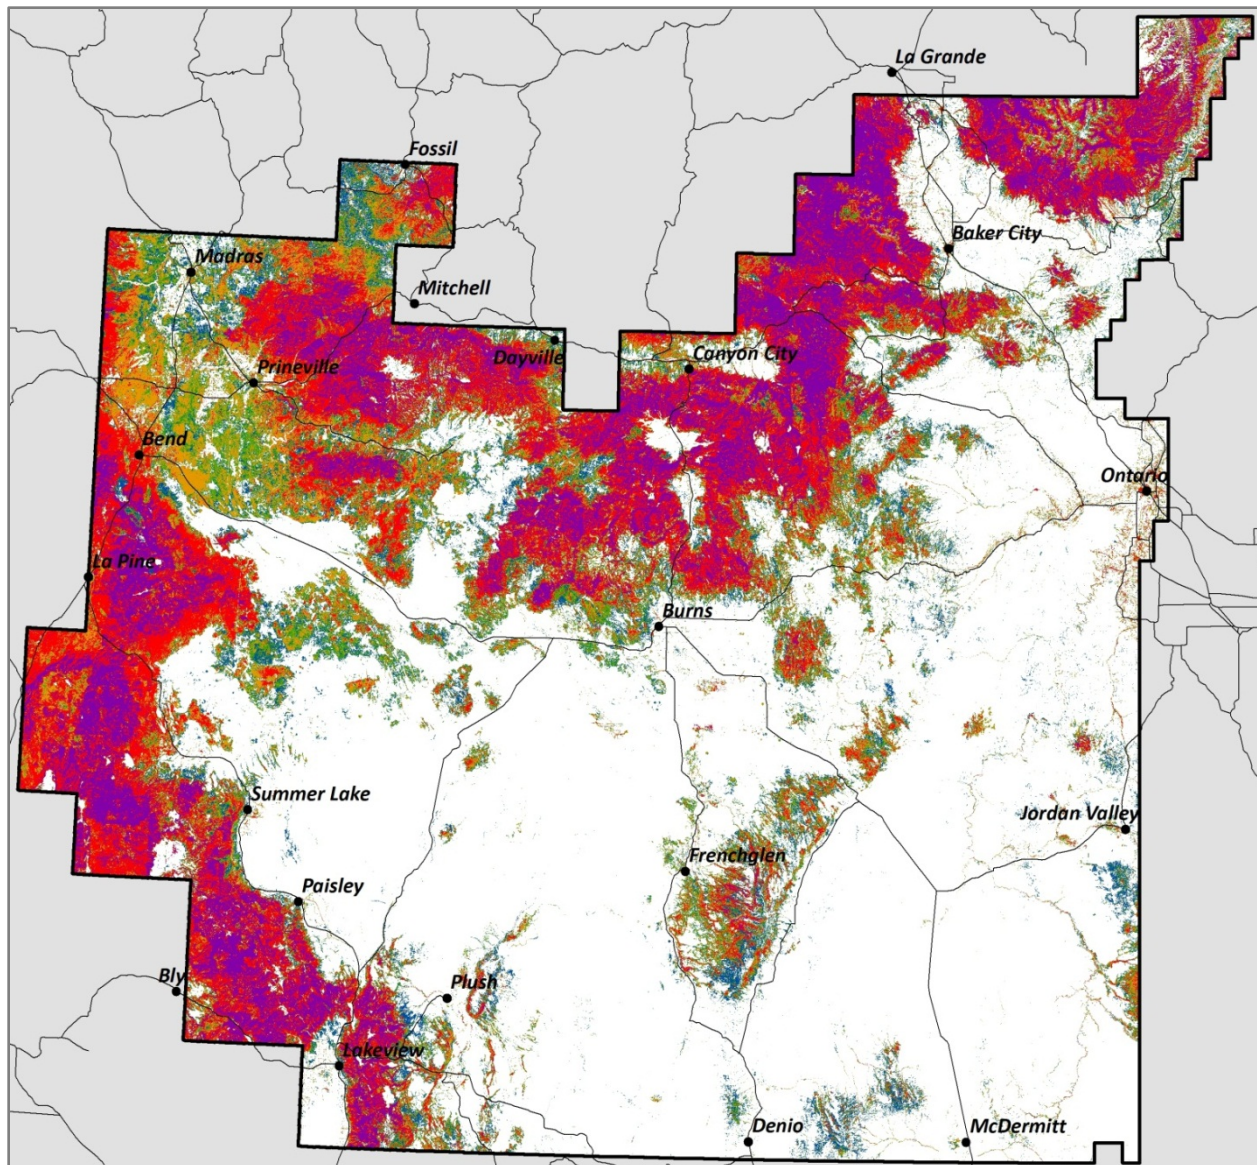 La Grande
Fossil
Baker City
Madras
Mitchell
Dayville
Canyon City
Prineville
Bend
Ontario
La Pine
Burns
Summer Lake
Jordan Valley
Frenchglen
Paisley
Bly
Plush
Lakeview
Denio
McDermitt